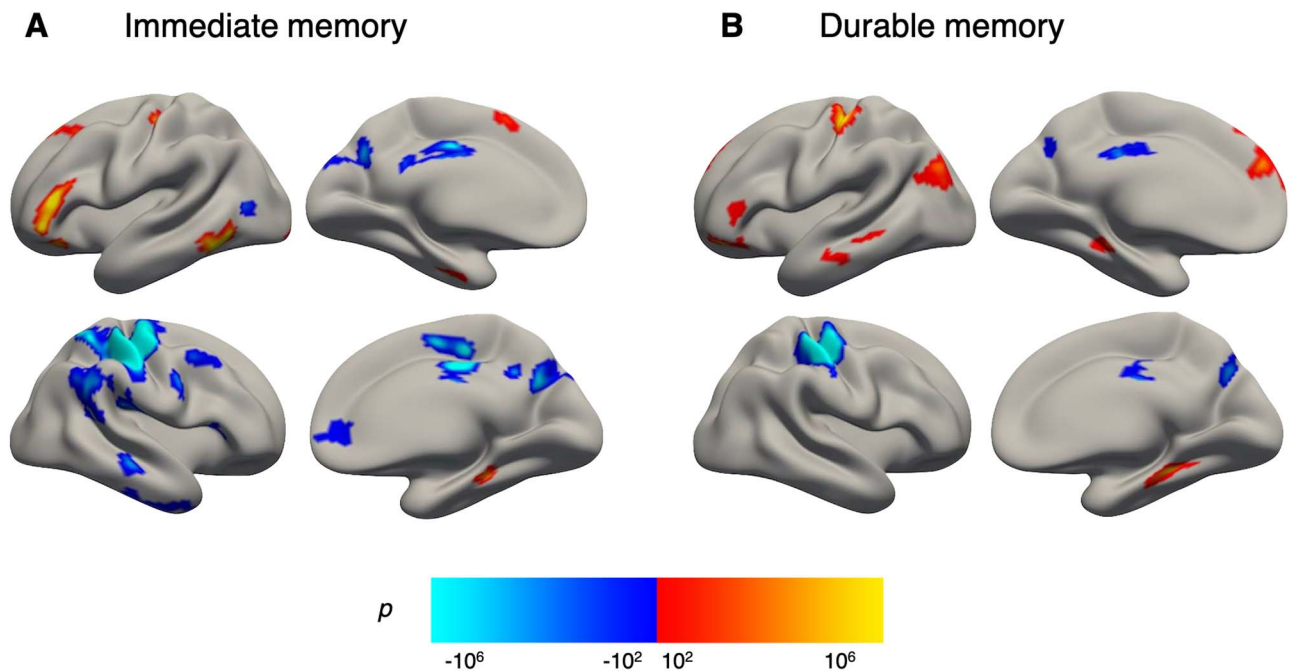 A Immediate memory
B Durable memory
p
-10⁶ -10² 10² 10⁶